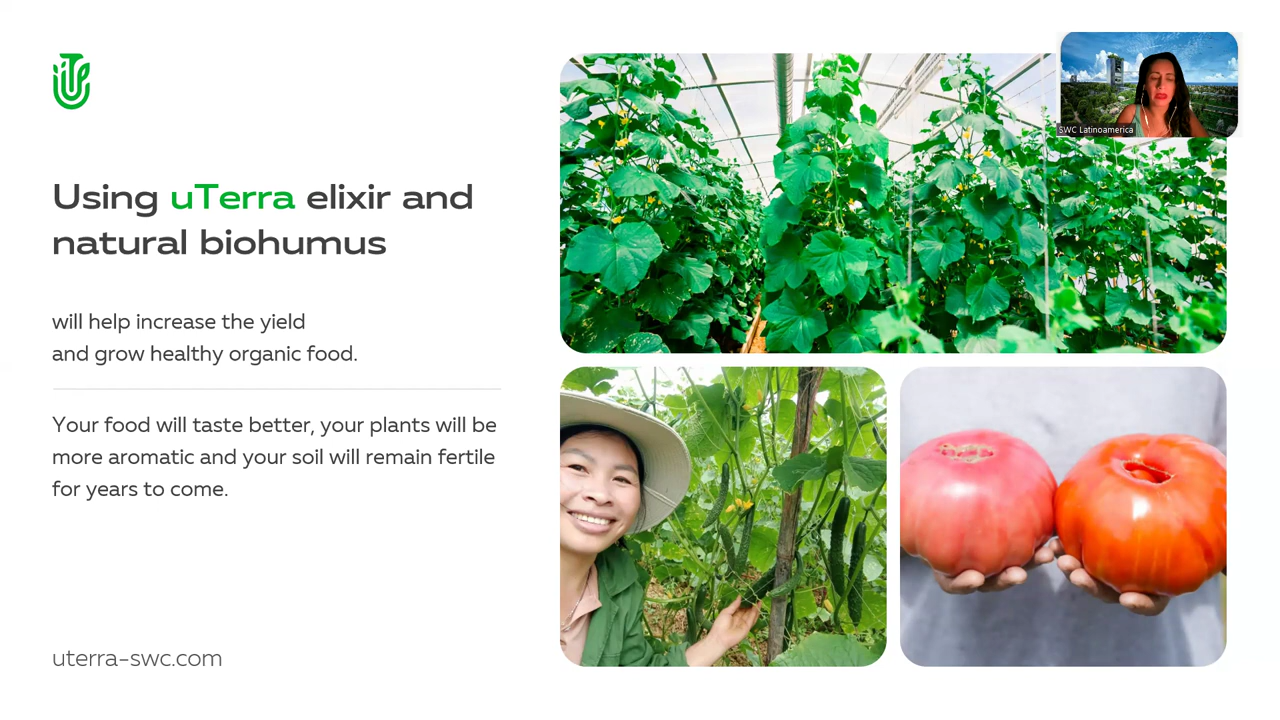 SWC Latinoamerica
Using uTerra elixir and
natural biohumus
will help increase the yield
and grow healthy organic food.
Your food will taste better, your plants will be
more aromatic and your soil will remain fertile
for years to come.
uterra-swc.com